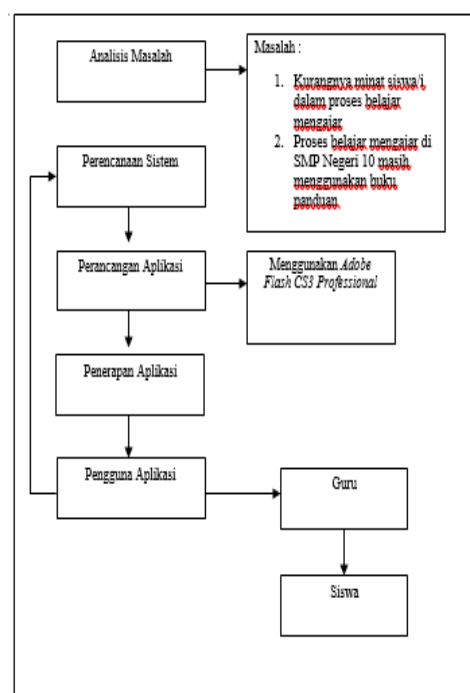 Analisis Masalah
Masalah :
1. Kurangnya minat siswa/i
dalam proses belajar
mengajar
2. Proses belajar mengajar di
SMP Negeri 10 masih
menggunakan buku
panduan
Perencanaan Sistem
Perancangan Aplikasi
Menggunakan Adobe
Flash CS3 Professional
Penerapan Aplikasi
Pengguna Aplikasi
Guru
Siswa